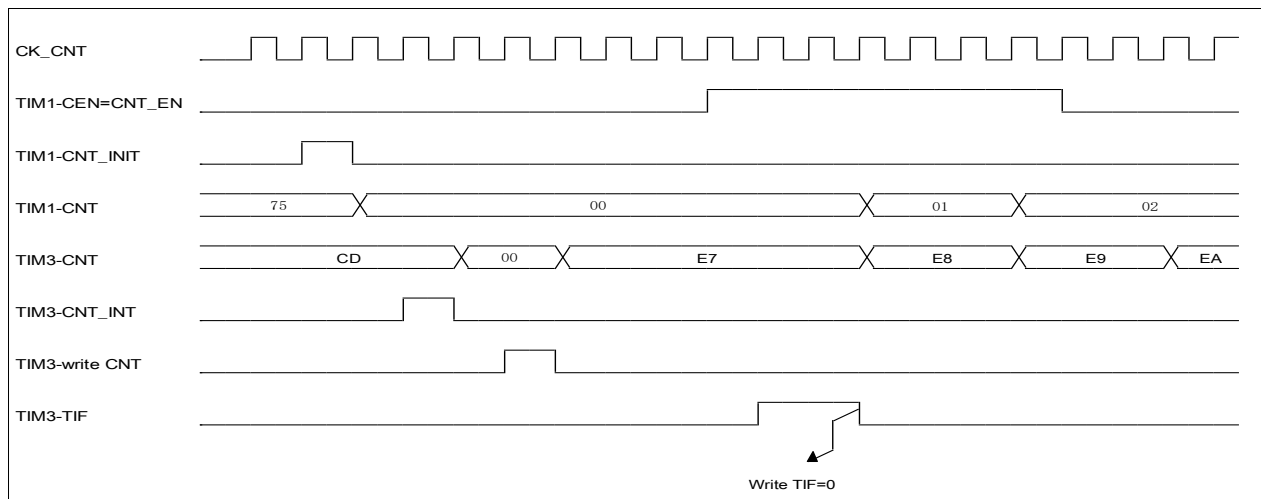 CK_CNT
TIM1-CEN=CNT_EN
TIM1-CNT_INIT
TIM1-CNT 75 00 01 02
TIM3-CNT CD 00 E7 E8 E9 EA
TIM3-CNT_INT
TIM3-write CNT
TIM3-TIF
Write TIF=0